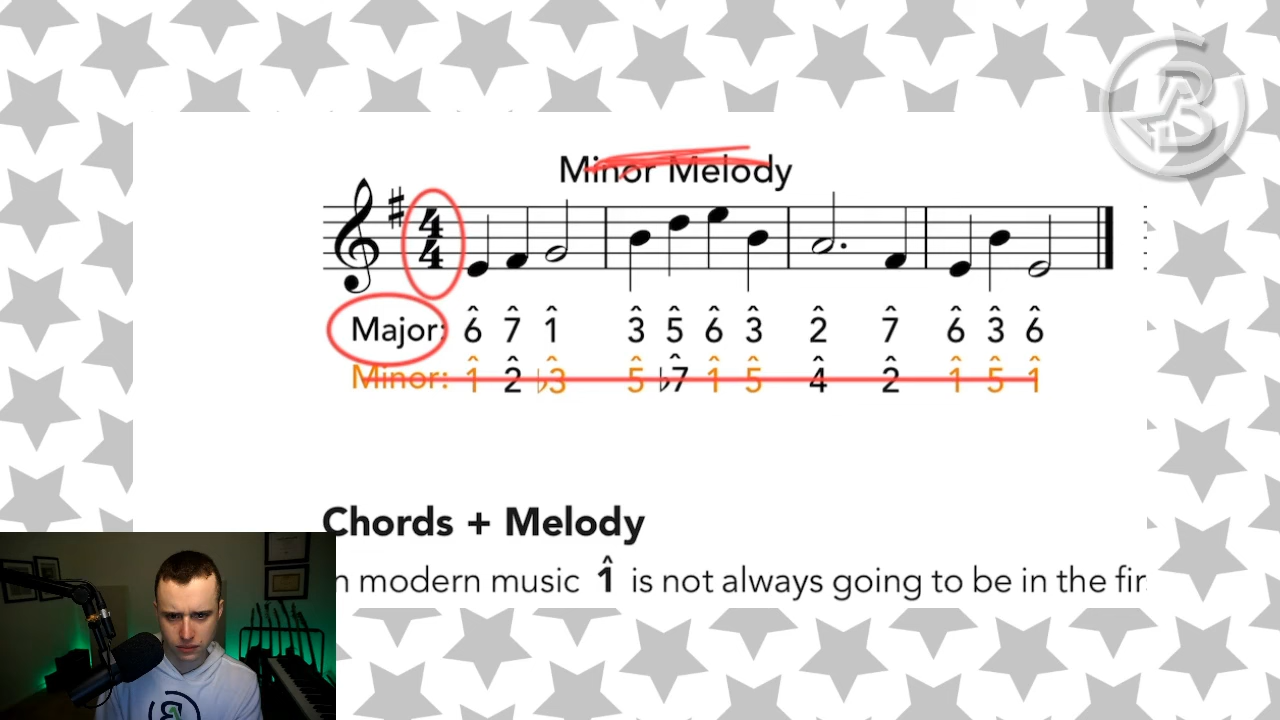 Minor Melody
4
4
Major: 6̂ 7̂ 1̂ 3̂ 5̂ 6̂ 3̂ 2̂ 7̂ 6̂ 3̂ 6̂
Minor: 1̂ 2̂ ♭3̂ 5̂ ♭7̂ 1̂ 5̂ 4̂ 2̂ 1̂ 5̂ 1̂
Chords + Melody
n modern music 1̂ is not always going to be in the fir